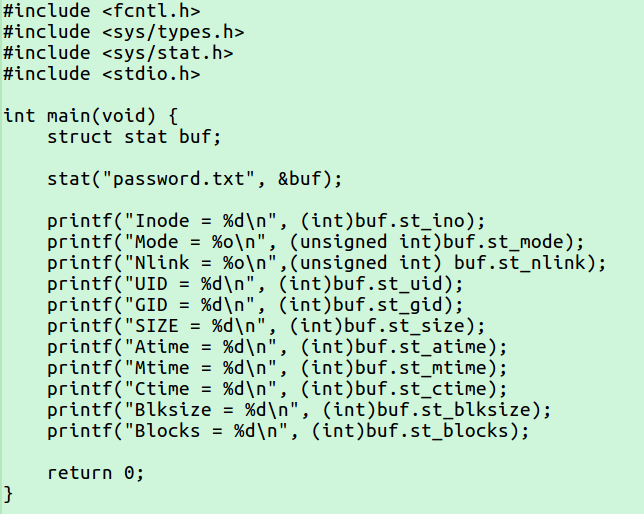 #include <fcntl.h>
#include <sys/types.h>
#include <sys/stat.h>
#include <stdio.h>

int main(void) {
    struct stat buf;

    stat("password.txt", &buf);

    printf("Inode = %d\n", (int)buf.st_ino);
    printf("Mode = %o\n", (unsigned int)buf.st_mode);
    printf("Nlink = %o\n",(unsigned int) buf.st_nlink);
    printf("UID = %d\n", (int)buf.st_uid);
    printf("GID = %d\n", (int)buf.st_gid);
    printf("SIZE = %d\n", (int)buf.st_size);
    printf("Atime = %d\n", (int)buf.st_atime);
    printf("Mtime = %d\n", (int)buf.st_mtime);
    printf("Ctime = %d\n", (int)buf.st_ctime);
    printf("Blksize = %d\n", (int)buf.st_blksize);
    printf("Blocks = %d\n", (int)buf.st_blocks);

    return 0;
}